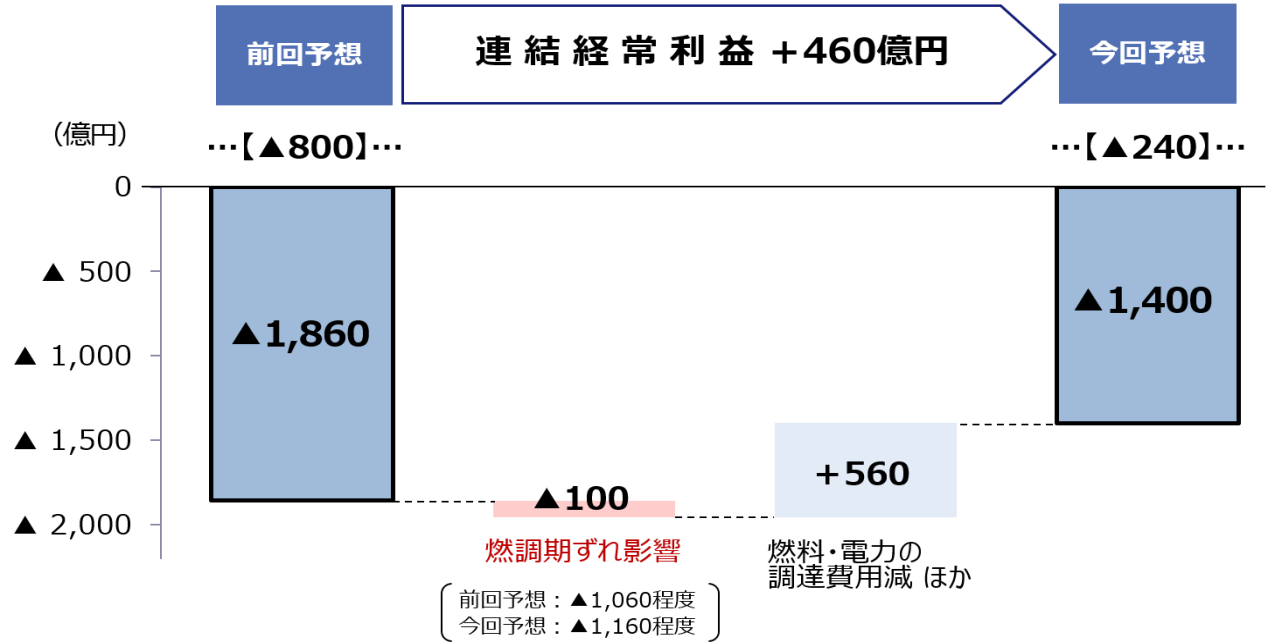 前回予想
連結経常利益 +460億円
今回予想
(億円)
…【▲800】…
…【▲240】…
0
▲ 500
▲ 1,000
▲ 1,500
▲ 2,000
▲1,860
▲1,400
▲100
+560
燃調期ずれ影響
燃料・電力の
調達費用減 ほか
前回予想:▲1,060程度
今回予想:▲1,160程度